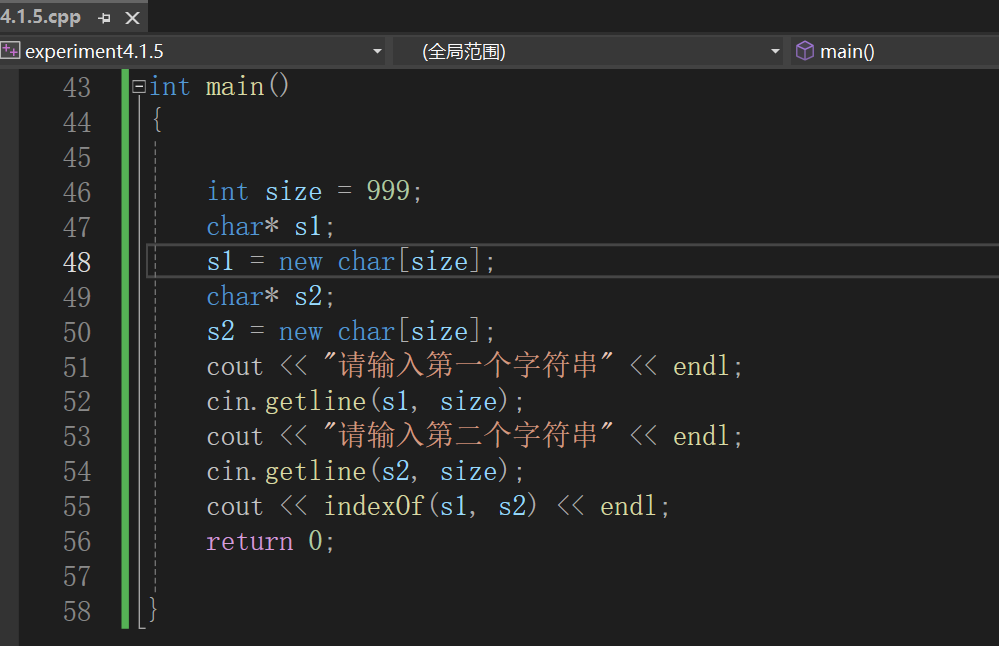 4.1.5.cpp
experiment4.1.5 (全局范围) main()
43 int main()
44 {
45
46 int size = 999;
47 char* s1;
48 s1 = new char[size];
49 char* s2;
50 s2 = new char[size];
51 cout << "请输入第一个字符串" << endl;
52 cin.getline(s1, size);
53 cout << "请输入第二个字符串" << endl;
54 cin.getline(s2, size);
55 cout << indexOf(s1, s2) << endl;
56 return 0;
57
58 }